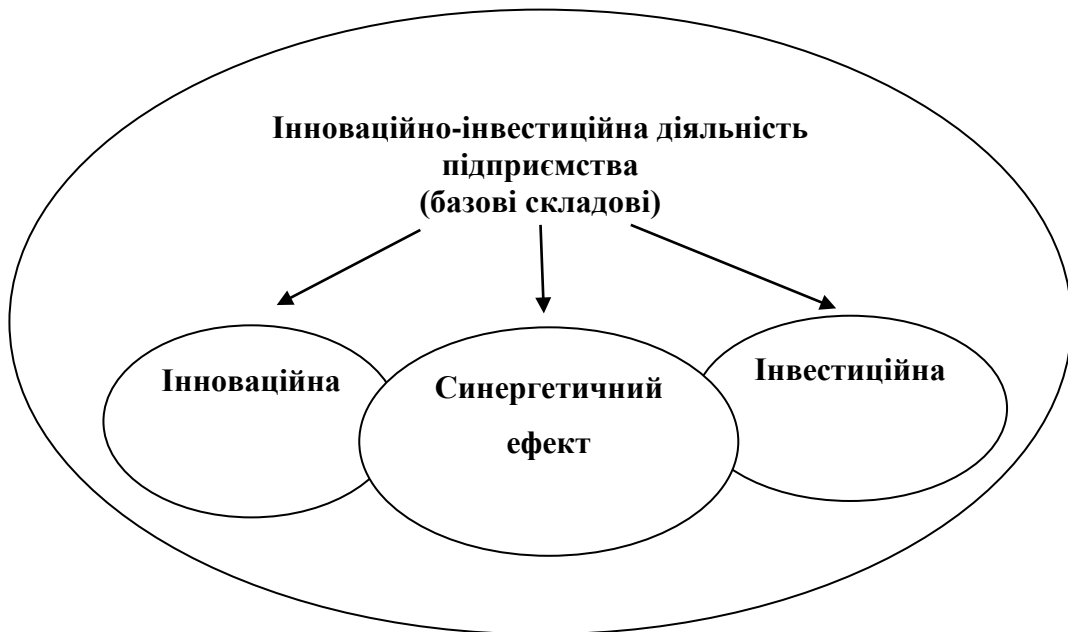 Інноваційно-інвестиційна діяльність
підприємства
(базові складові)
Інноваційна
Синергетичний
ефект
Інвестиційна